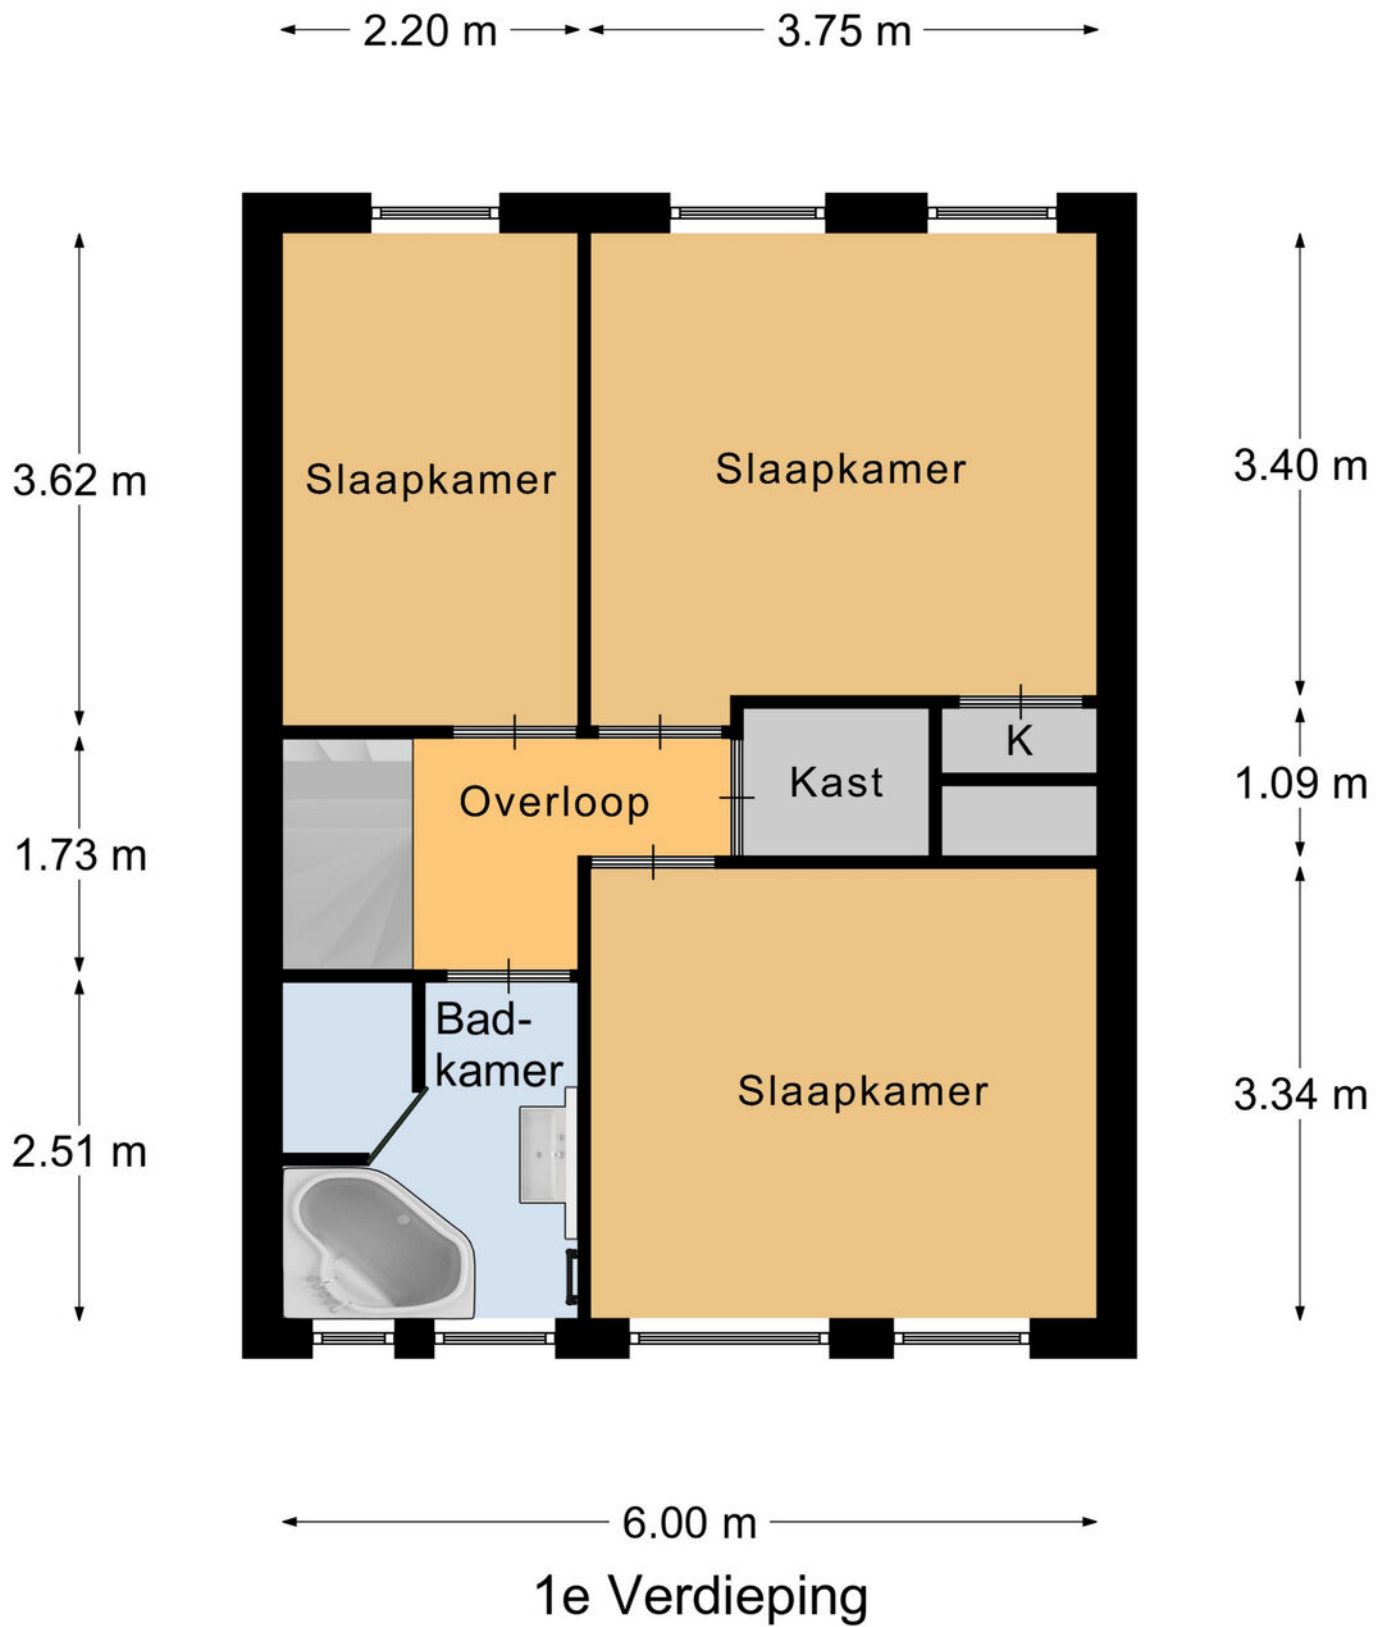 2.20 m
3.75 m
3.62 m
Slaapkamer
Slaapkamer
3.40 m
K
Kast
1.09 m
Overloop
1.73 m
Bad-
kamer
Slaapkamer
3.34 m
2.51 m
6.00 m
1e Verdieping